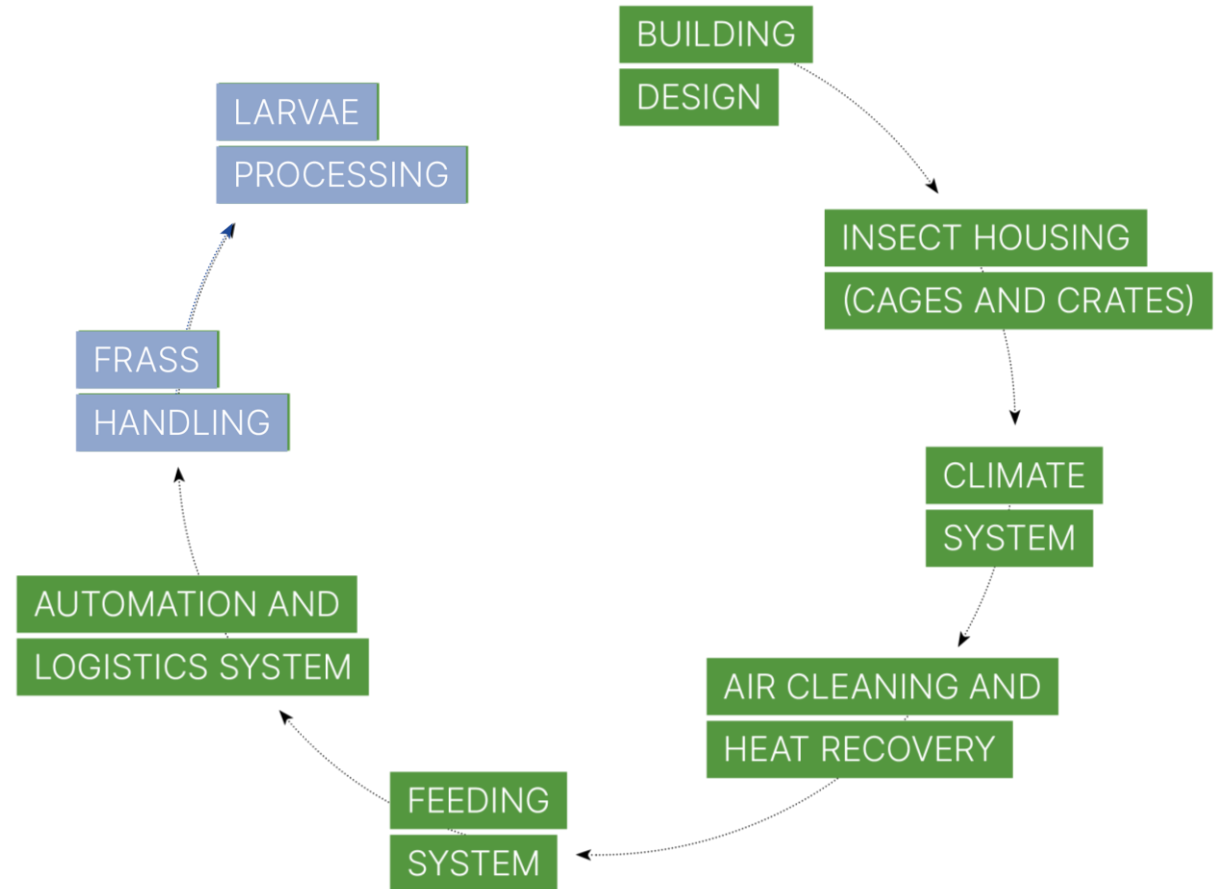 BUILDING
DESIGN
INSECT HOUSING
(CAGES AND CRATES)
CLIMATE
SYSTEM
AIR CLEANING AND
HEAT RECOVERY
FEEDING
SYSTEM
AUTOMATION AND
LOGISTICS SYSTEM
FRASS
HANDLING
LARVAE
PROCESSING